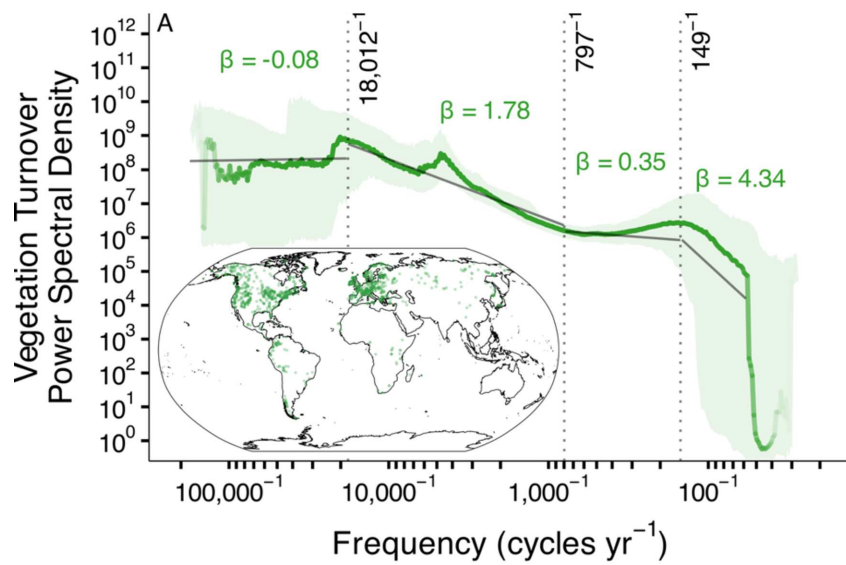 A
10¹²
10¹¹
10¹⁰
10⁹
10⁸
10⁷
10⁶
10⁵
10⁴
10³
10²
10¹
10⁰
Vegetation Turnover
Power Spectral Density
β = -0.08
18,012⁻¹
β = 1.78
797⁻¹
β = 0.35
149⁻¹
β = 4.34
100,000⁻¹
10,000⁻¹
1,000⁻¹
100⁻¹
Frequency (cycles yr⁻¹)